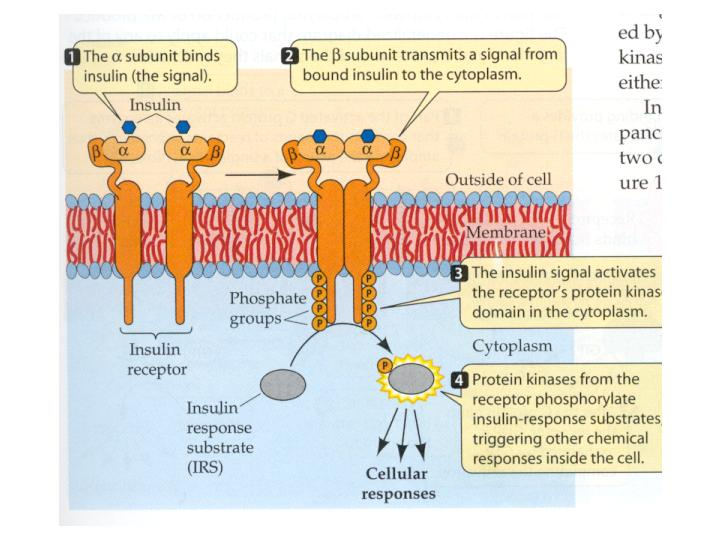 1 The α subunit binds
insulin (the signal).
2 The β subunit transmits a signal from
bound insulin to the cytoplasm.
ed by
kinas
eithe
In
panc
two c
ure 1
Insulin
β α α β
β α α β
Outside of cell
Membrane
3 The insulin signal activates
the receptor's protein kinas
domain in the cytoplasm.
P P
P P
P P
P P
Phosphate
groups
Insulin
receptor
Cytoplasm
P
4 Protein kinases from the
receptor phosphorylate
insulin-response substrates,
triggering other chemical
responses inside the cell.
Insulin
response
substrate
(IRS)
Cellular
responses